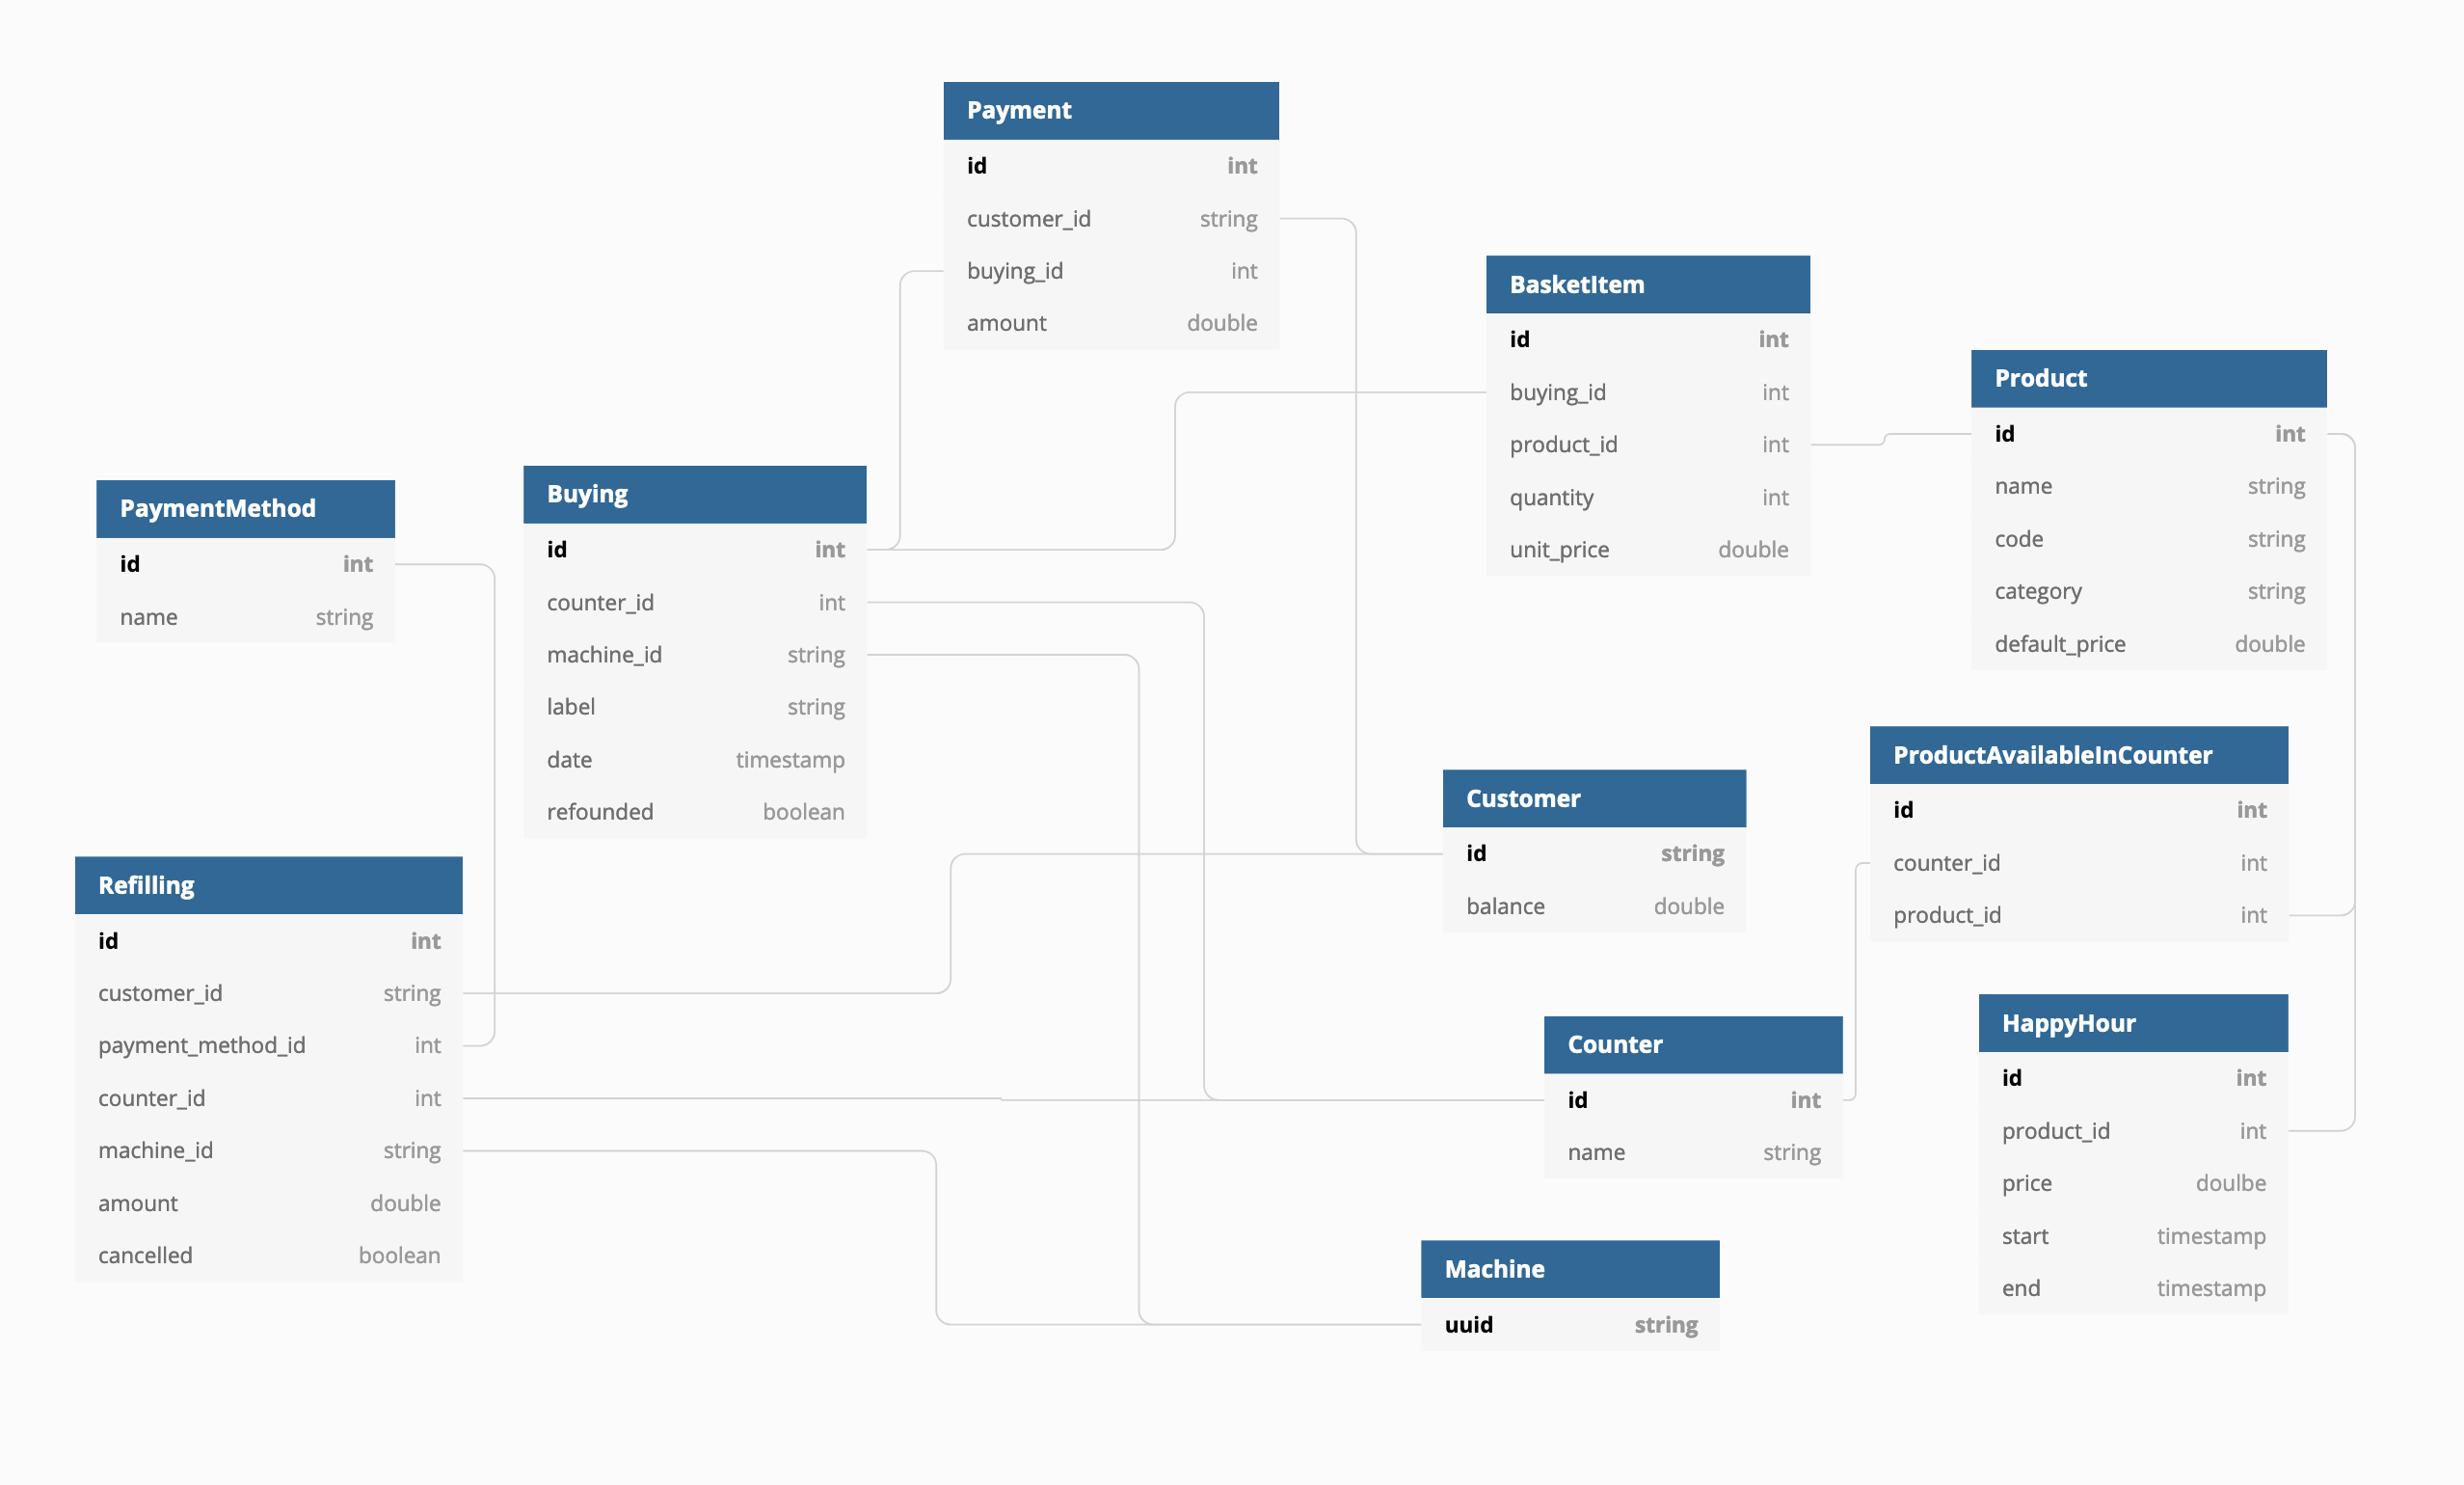 Payment
id int
customer_id string
buying_id int
amount double
BasketItem
id int
buying_id int
product_id int
quantity int
unit_price double
Product
id int
name string
code string
category string
default_price double
PaymentMethod
id int
name string
Buying
id int
counter_id int
machine_id string
label string
date timestamp
refounded boolean
ProductAvailableInCounter
id int
counter_id int
product_id int
Customer
id string
balance double
Refilling
id int
customer_id string
payment_method_id int
counter_id int
machine_id string
amount double
cancelled boolean
Counter
id int
name string
HappyHour
id int
product_id int
price doulbe
start timestamp
end timestamp
Machine
uuid string